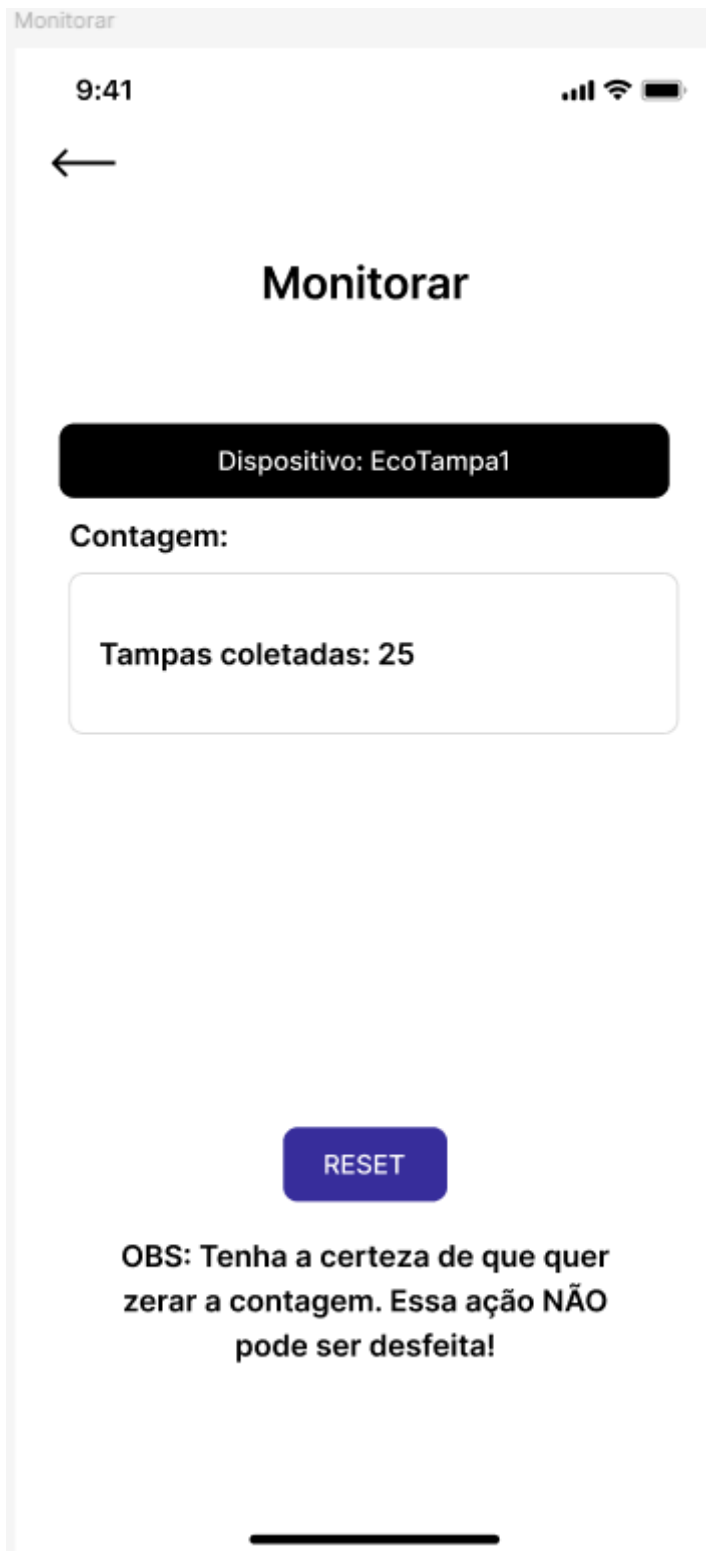 Monitorar
9:41
Monitorar
Dispositivo: EcoTampa1
Contagem:
Tampas coletadas: 25
RESET
OBS: Tenha a certeza de que quer
zerar a contagem. Essa ação NÃO
pode ser desfeita!